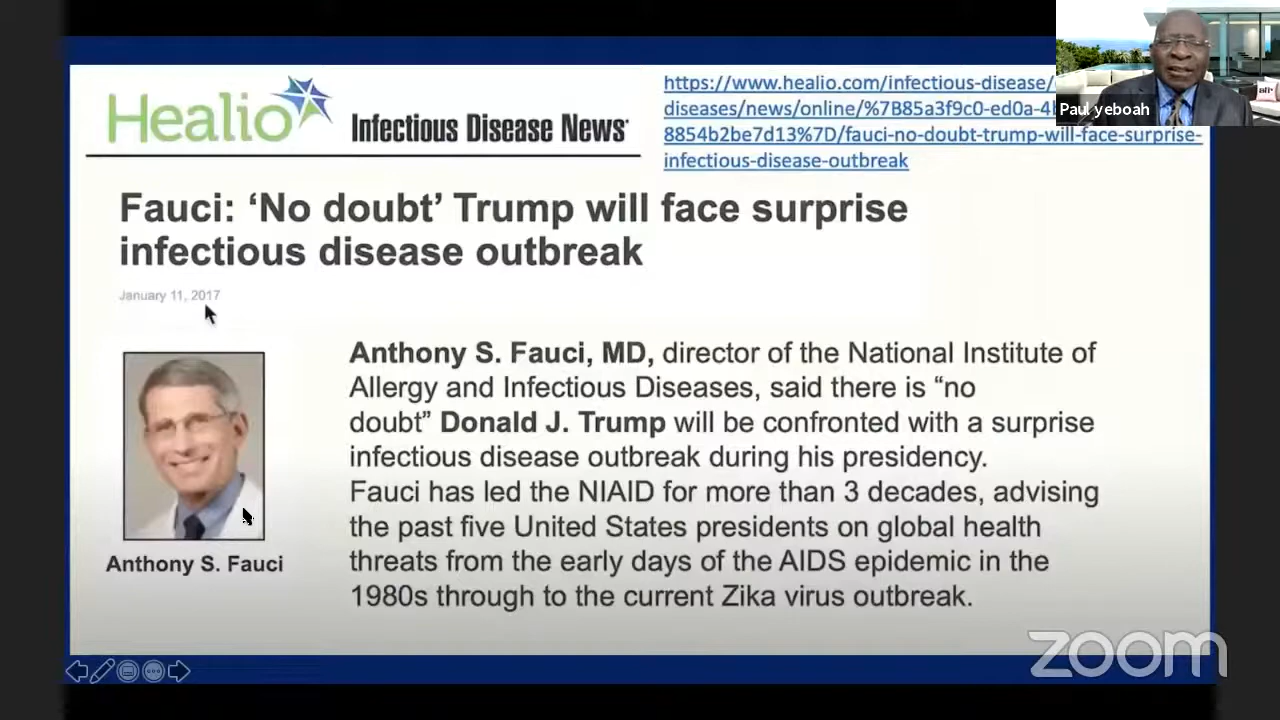 Healio
Infectious Disease News
https://www.healio.com/infectious-disease/
diseases/news/online/%7B85a3f9c0-ed0a-4
8854b2be7d13%7D/fauci-no-doubt-trump-will-face-surprise-
infectious-disease-outbreak
Paul yeboah
Fauci: ‘No doubt’ Trump will face surprise
infectious disease outbreak
January 11, 2017
Anthony S. Fauci, MD, director of the National Institute of
Allergy and Infectious Diseases, said there is “no
doubt” Donald J. Trump will be confronted with a surprise
infectious disease outbreak during his presidency.
Fauci has led the NIAID for more than 3 decades, advising
the past five United States presidents on global health
threats from the early days of the AIDS epidemic in the
1980s through to the current Zika virus outbreak.
Anthony S. Fauci
zoom